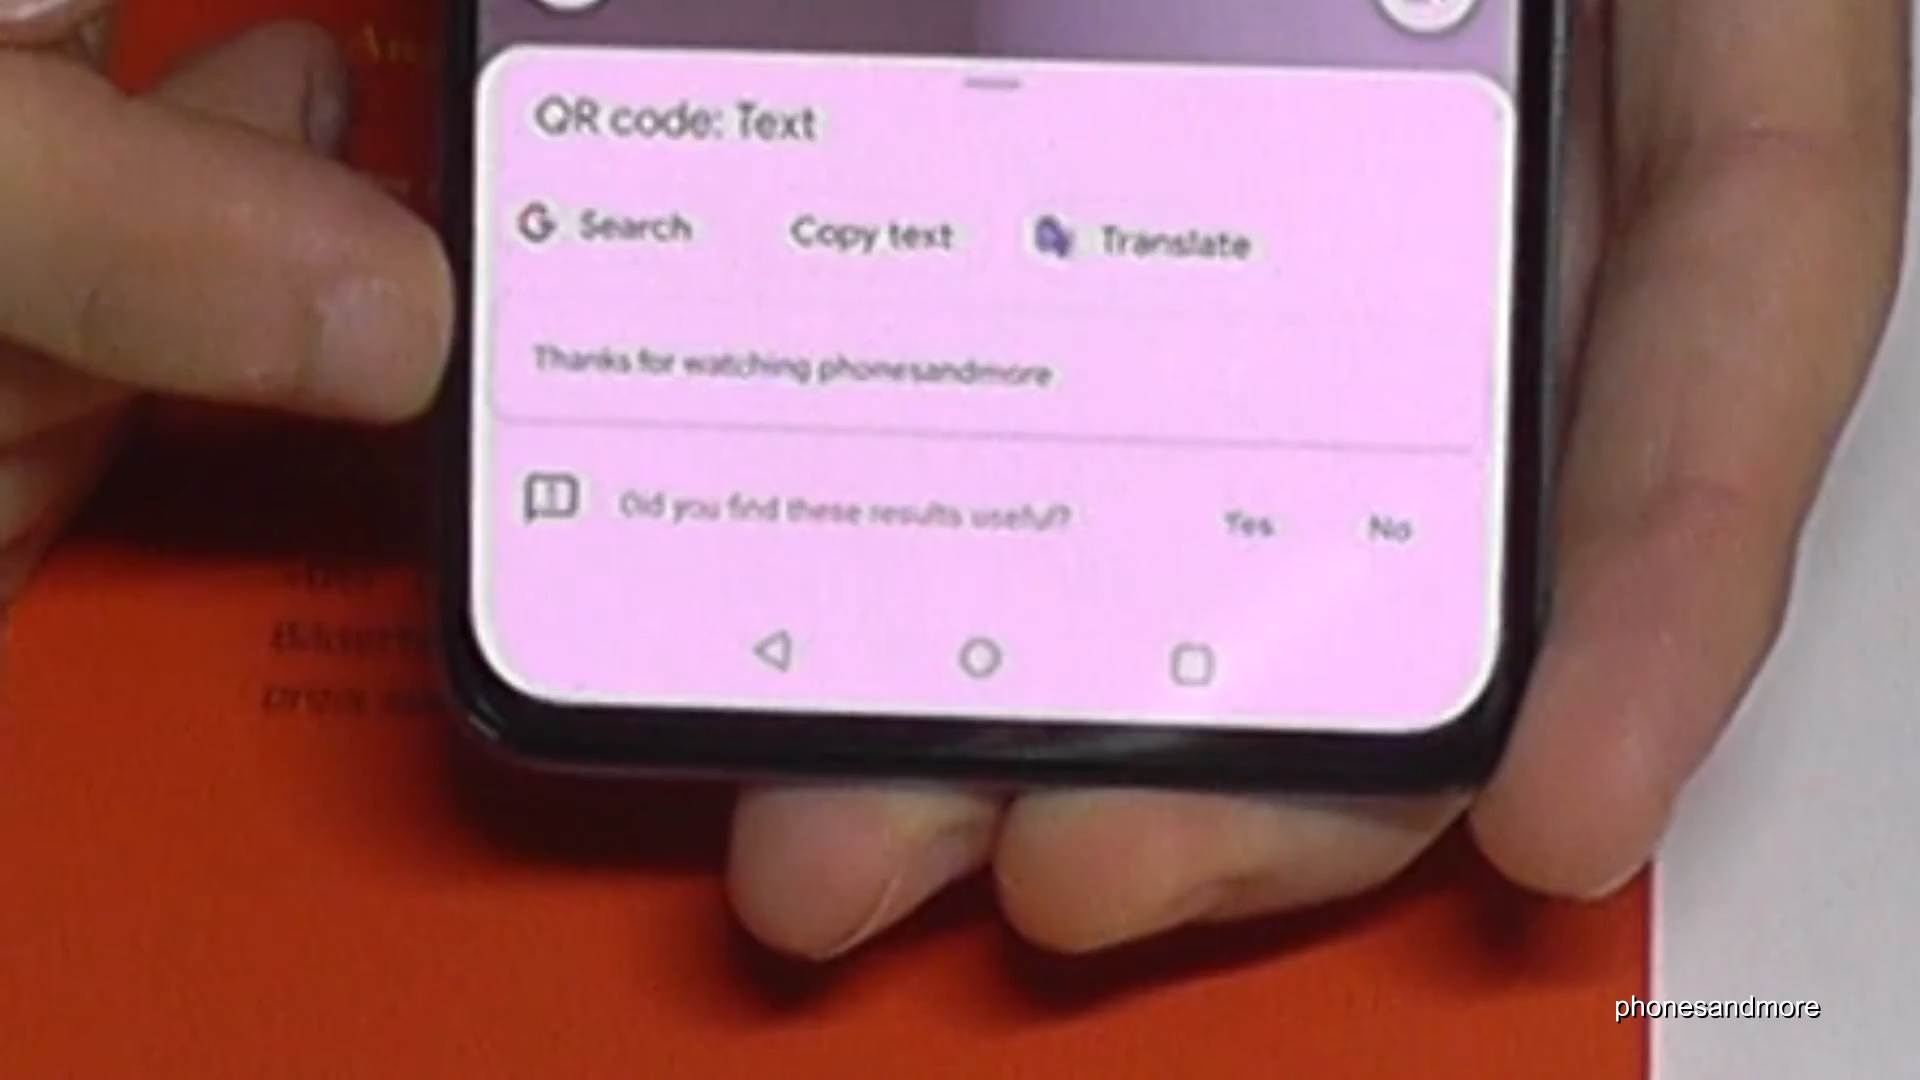 QR code: Text
Search Copy text Translate
Thanks for watching phonesandmore
Did you find these results useful? Yes No
phonesandmore